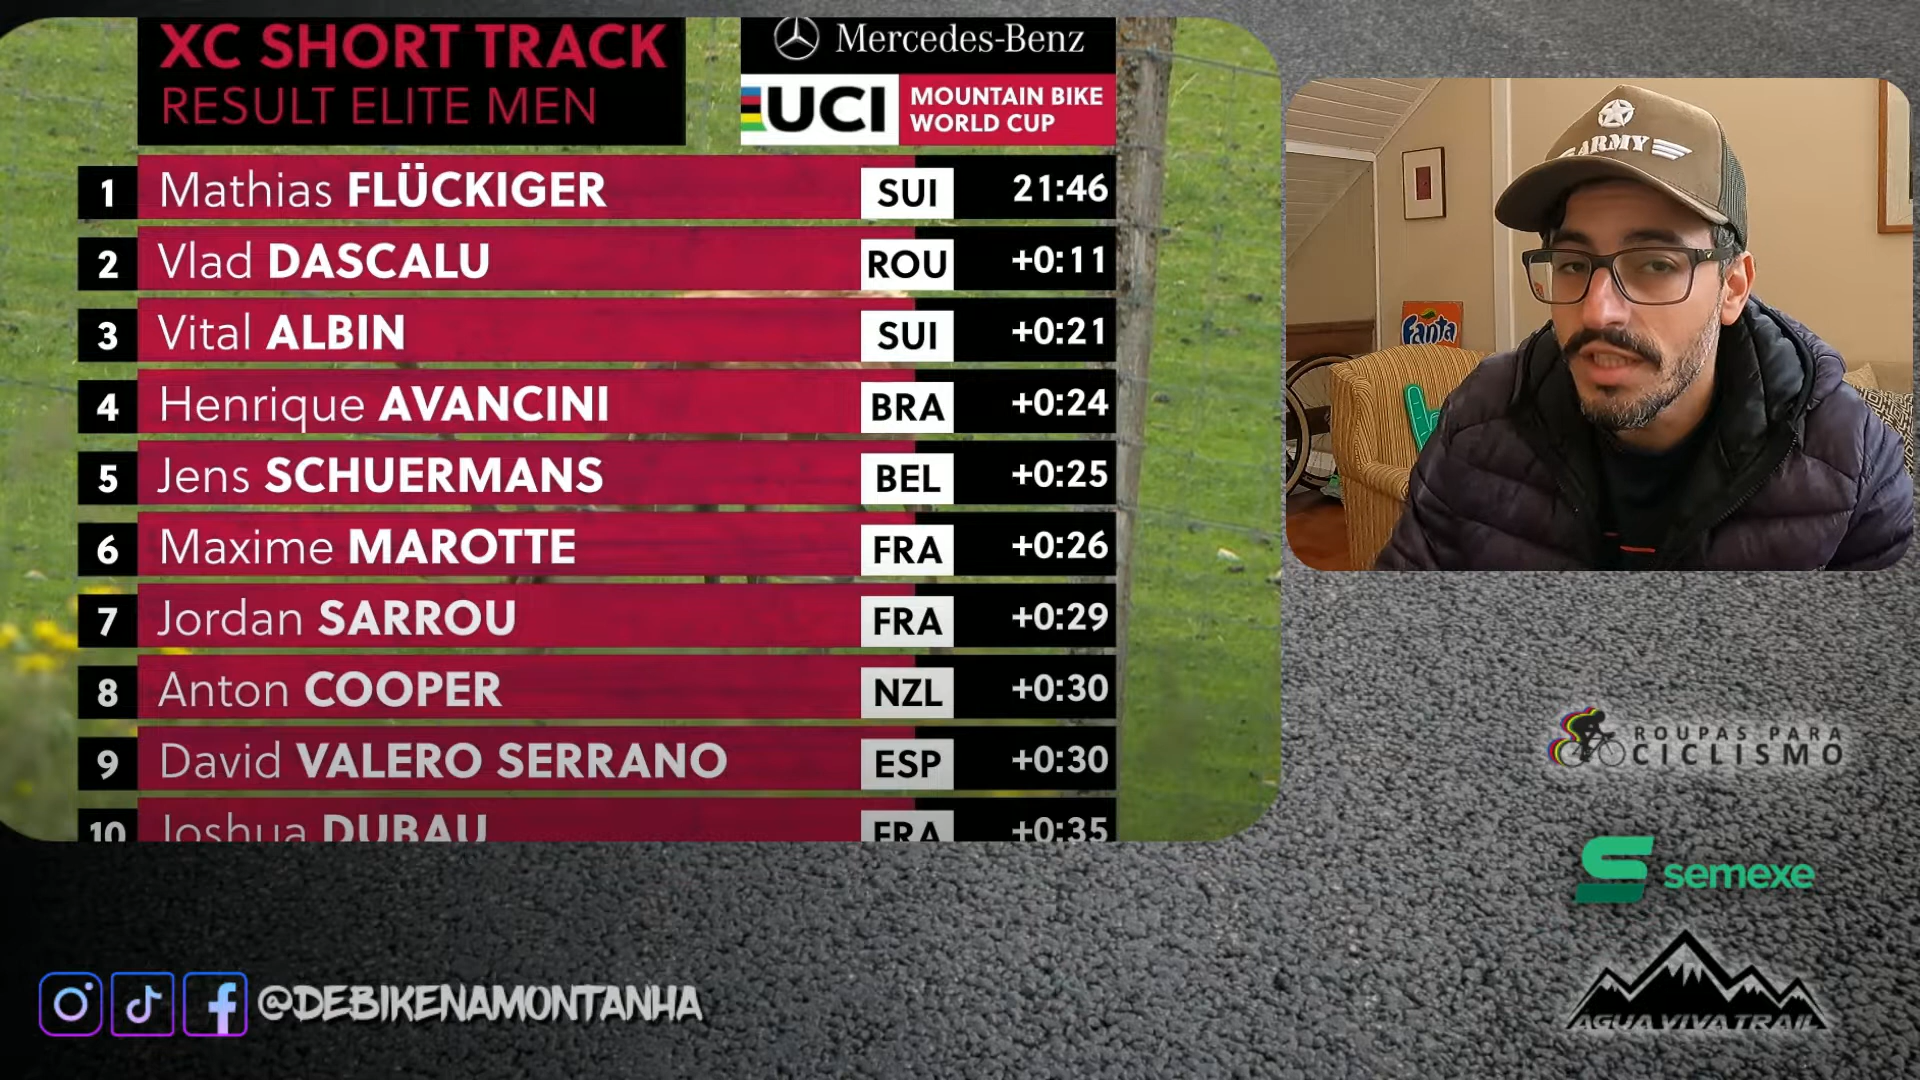 XC SHORT TRACK
RESULT ELITE MEN
Mercedes-Benz
UCI
MOUNTAIN BIKE
WORLD CUP
1 Mathias FLÜCKIGER SUI 21:46
2 Vlad DASCALU ROU +0:11
3 Vital ALBIN SUI +0:21
4 Henrique AVANCINI BRA +0:24
5 Jens SCHUERMANS BEL +0:25
6 Maxime MAROTTE FRA +0:26
7 Jordan SARROU FRA +0:29
8 Anton COOPER NZL +0:30
9 David VALERO SERRANO ESP +0:30
10 Joshua DUBAU FRA +0:35
ARMY
Fanta
ROUPAS PARA
CICLISMO
semexe
AGUA VIVA TRAIL
@DEBIKENAMONTANHA